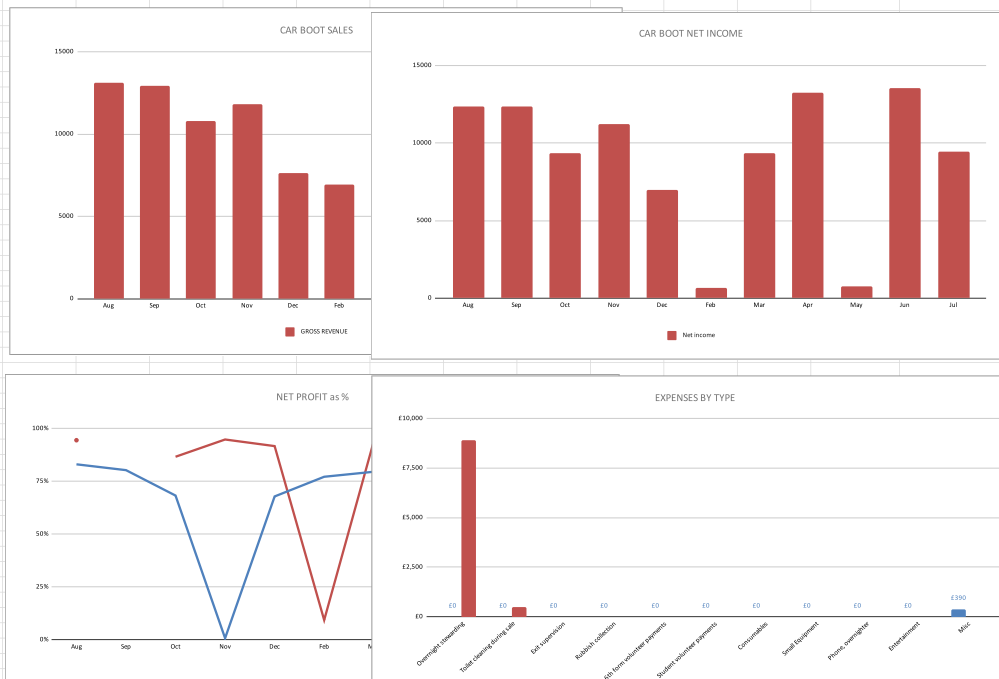 CAR BOOT SALES
15000
10000
5000
0
Aug Sep Oct Nov Dec Feb
GROSS REVENUE
CAR BOOT NET INCOME
15000
10000
5000
0
Aug Sep Oct Nov Dec Feb Mar Apr May Jun Jul
Net income
NET PROFIT as %
100%
75%
50%
25%
0%
Aug Sep Oct Nov Dec Feb
EXPENSES BY TYPE
£10,000
£7,500
£5,000
£2,500
£0
£0 £0 £0 £0 £0 £0 £0 £0 £0 £0 £390
Overnight stewarding
Toilet cleaning during sale
Exit supervision
Rubbish collection
6th form volunteer payments
Student volunteer payments
Consumables
Small Equipment
Phone, overnighter
Entertainment
Misc